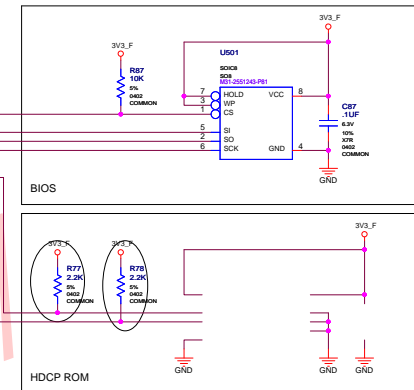 3V3_F
3V3_F
R87
10K
5%
0402
COMMON
U501
SOIC8
SO8
M31-2551243-P81
7 HOLD VCC 8
3 WP
1 CS
5 SI
2 SO
6 SCK GND 4
C87
.1UF
6.3V
10%
X7R
0402
COMMON
GND
BIOS
3V3_F
3V3_F
3V3_F
R77
2.2K
5%
0402
COMMON
R78
2.2K
5%
0402
COMMON
GND
GND
GND
HDCP ROM